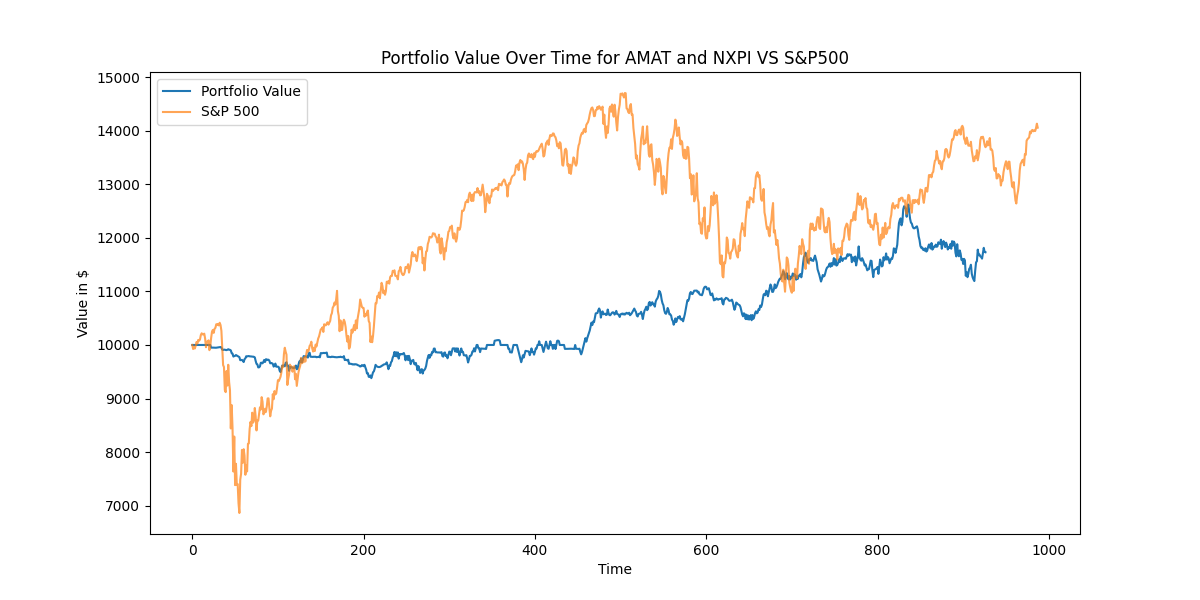 Portfolio Value Over Time for AMAT and NXPI VS S&P500
Portfolio Value
S&P 500
Value in $
15000
14000
13000
12000
11000
10000
9000
8000
7000
0 200 400 600 800 1000
Time